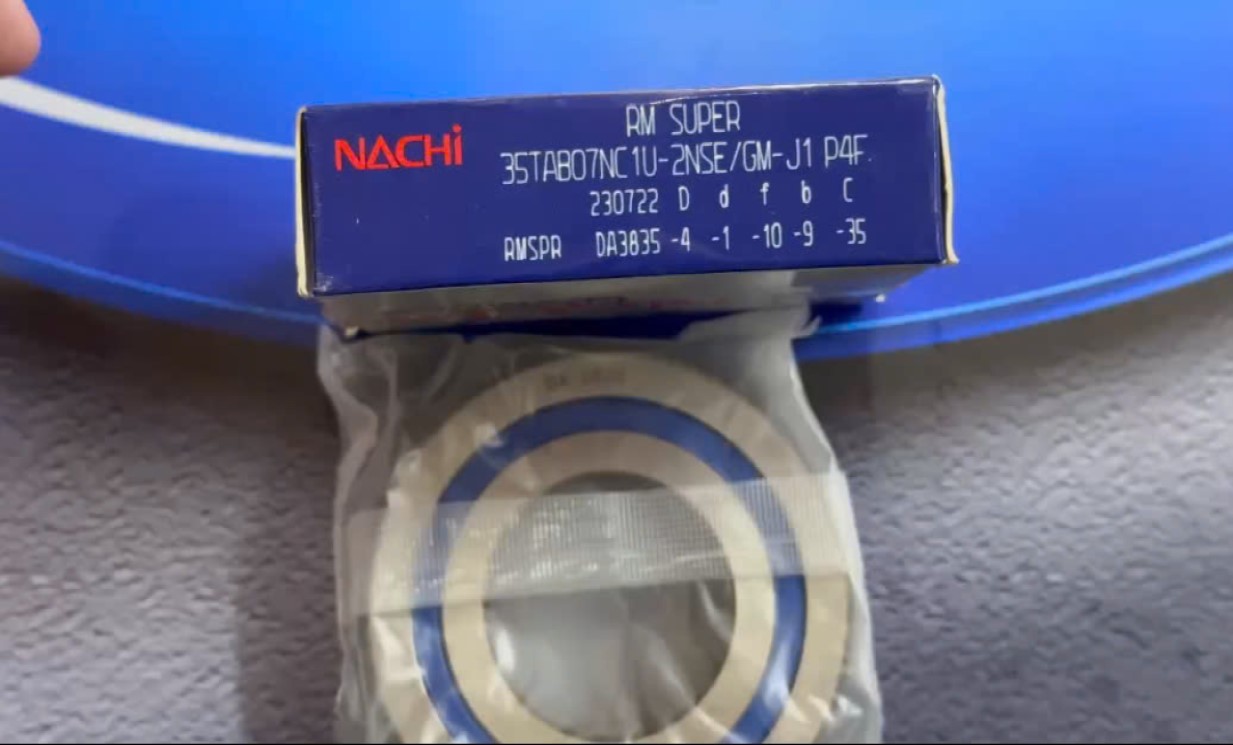 RM SUPER
NACHi
35TAB07NC1U-2NSE/GM-J1 P4F
230722 D d f b C
RMSPR DA3835 -4 -1 -10 -9 -35